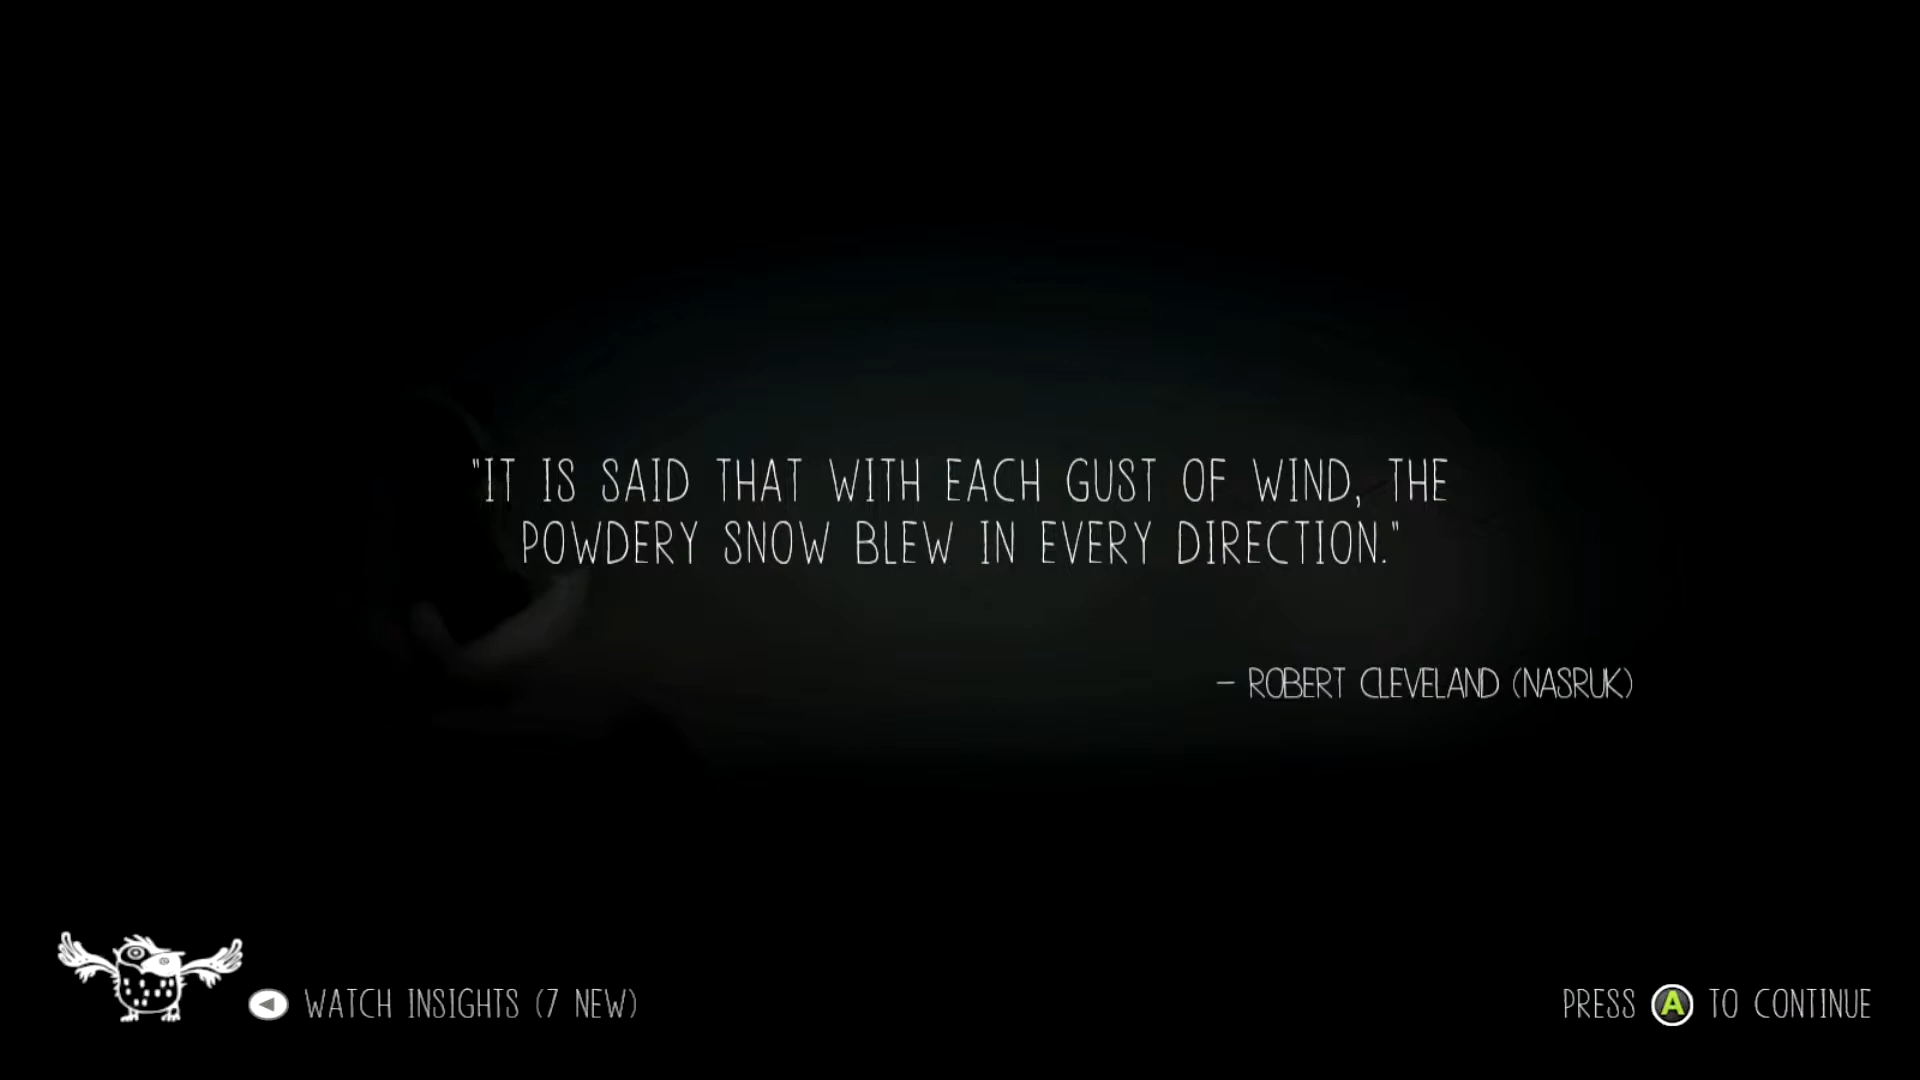 "IT IS SAID THAT WITH EACH GUST OF WIND, THE
POWDERY SNOW BLEW IN EVERY DIRECTION."
– ROBERT CLEVELAND (NASRUK)
WATCH INSIGHTS (7 NEW)
PRESS A TO CONTINUE